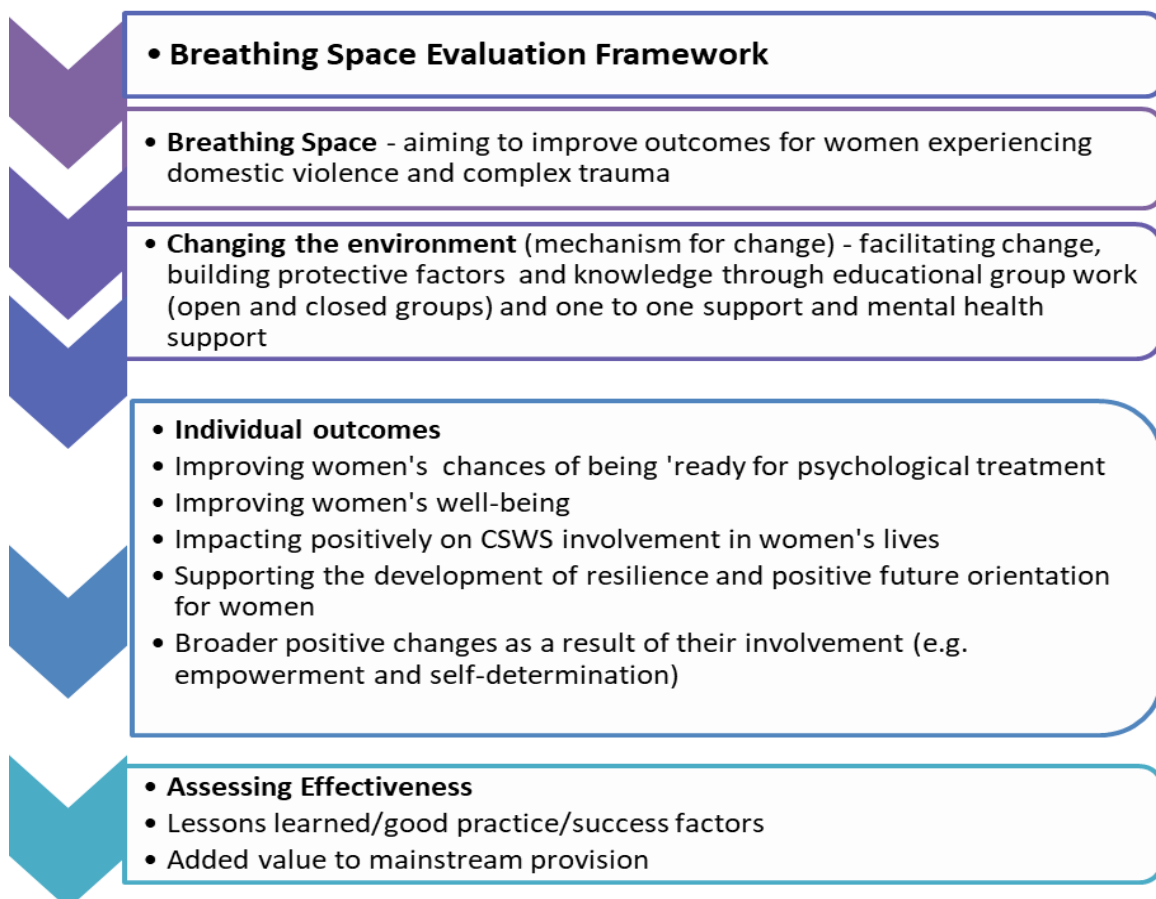 • Breathing Space Evaluation Framework
• Breathing Space - aiming to improve outcomes for women experiencing
domestic violence and complex trauma
• Changing the environment (mechanism for change) - facilitating change,
building protective factors and knowledge through educational group work
(open and closed groups) and one to one support and mental health
support
• Individual outcomes
• Improving women's chances of being 'ready for psychological treatment
• Improving women's well-being
• Impacting positively on CSWS involvement in women's lives
• Supporting the development of resilience and positive future orientation
for women
• Broader positive changes as a result of their involvement (e.g.
empowerment and self-determination)
• Assessing Effectiveness
• Lessons learned/good practice/success factors
• Added value to mainstream provision